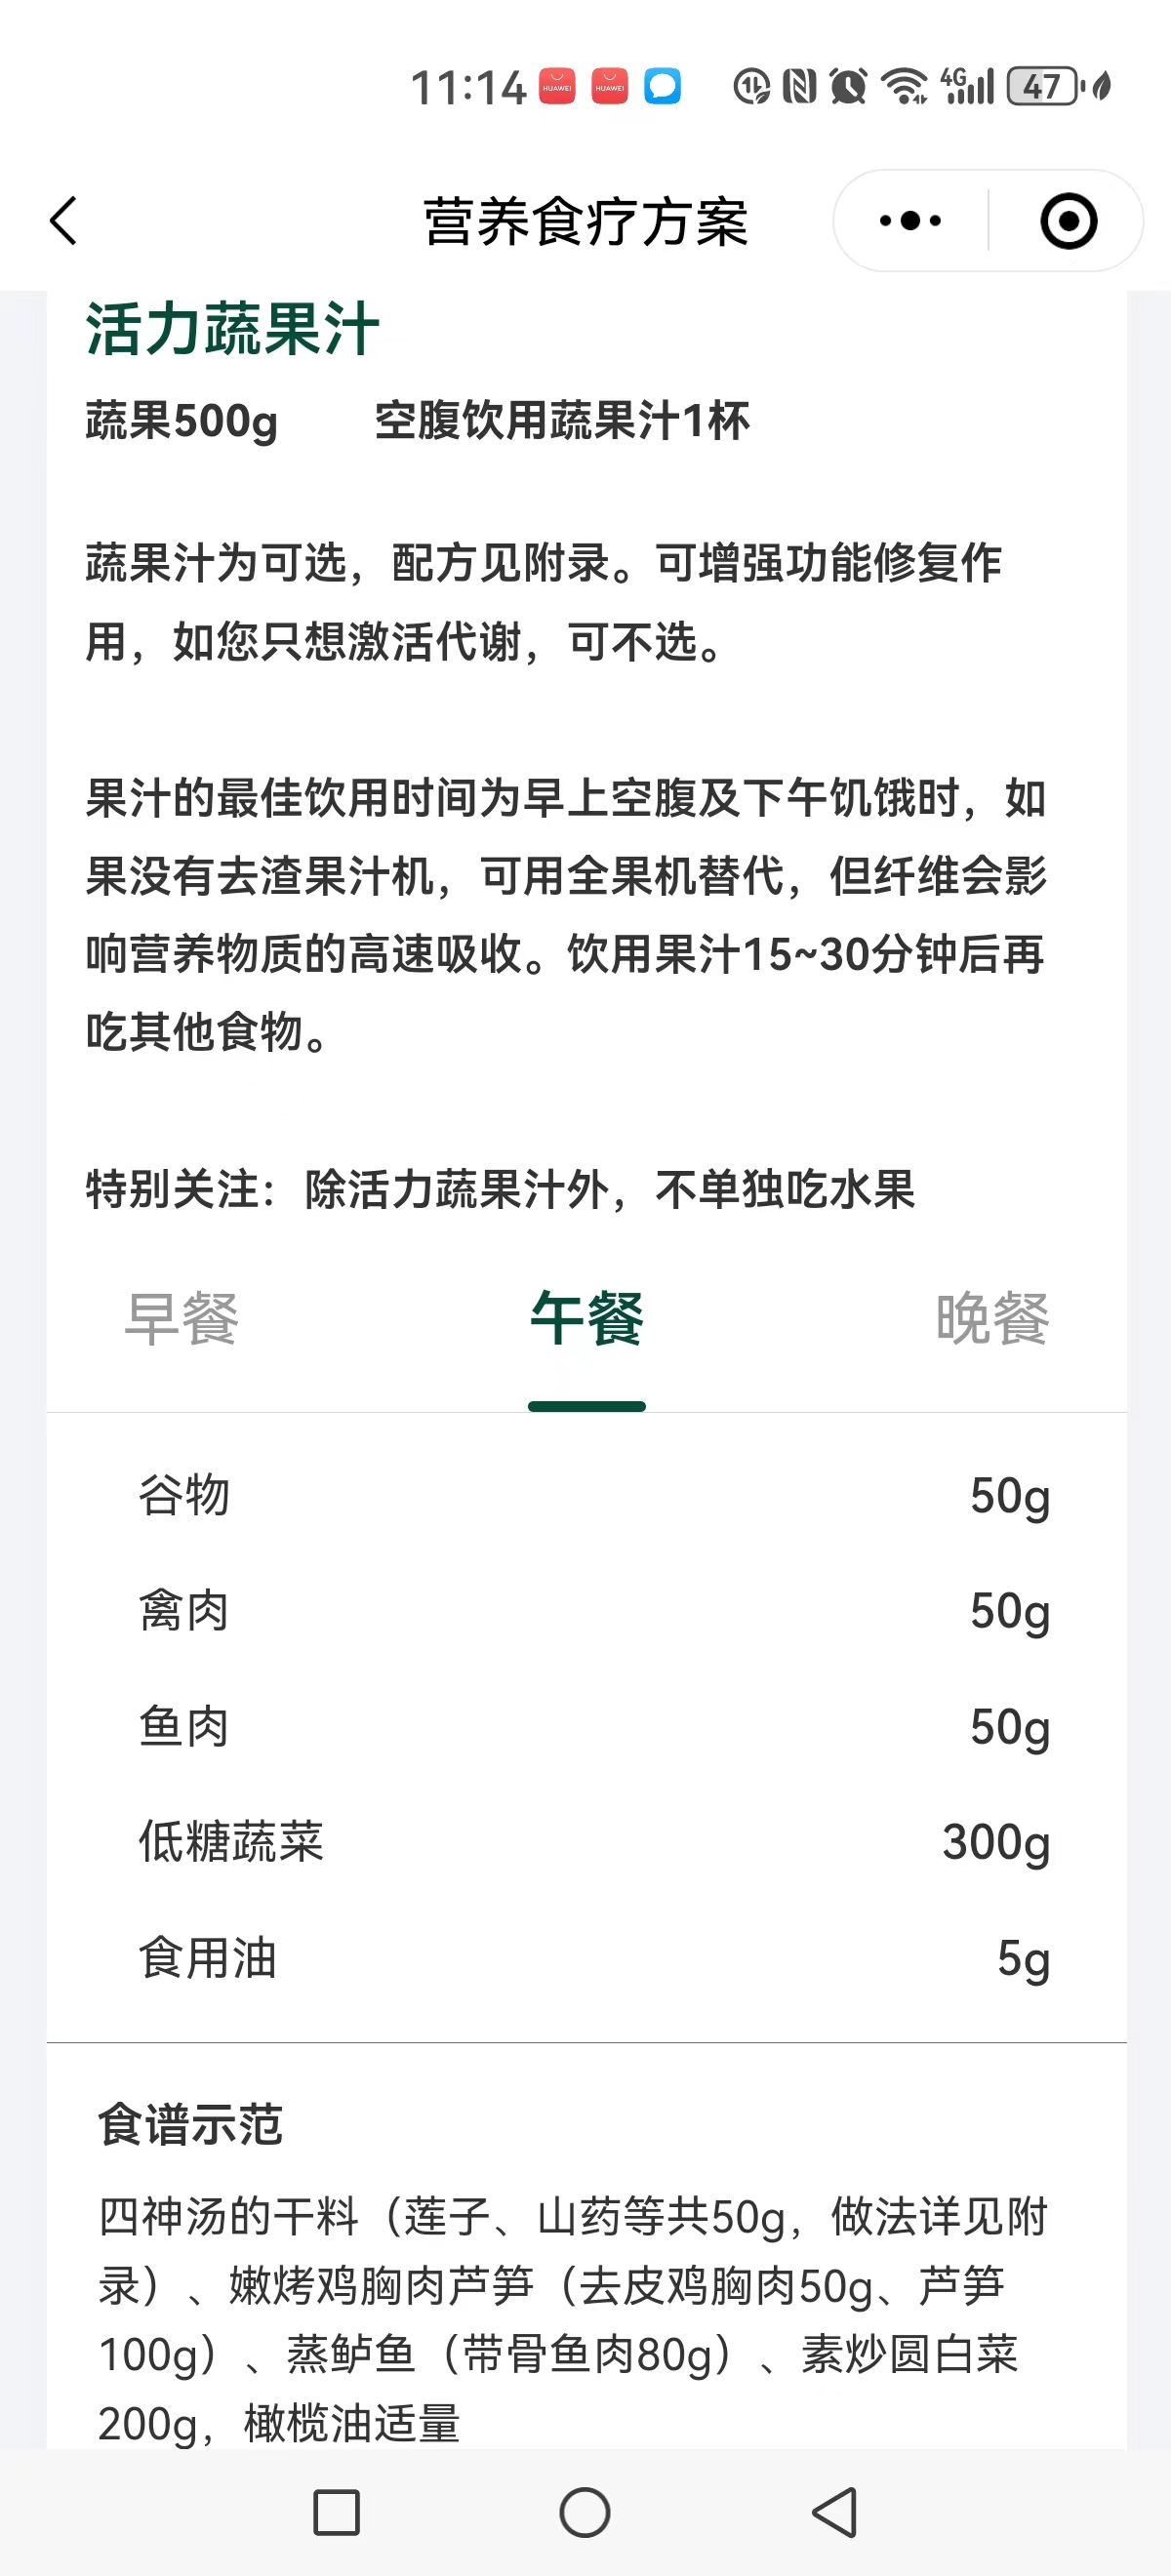 11:14 HUAWEI HUAWEI 4G 47
营养食疗方案
活力蔬果汁
蔬果500g 空腹饮用蔬果汁1杯
蔬果汁为可选，配方见附录。可增强功能修复作
用，如您只想激活代谢，可不选。
果汁的最佳饮用时间为早上空腹及下午饥饿时，如
果没有去渣果汁机，可用全果机替代，但纤维会影
响营养物质的高速吸收。饮用果汁15~30分钟后再
吃其他食物。
特别关注：除活力蔬果汁外，不单独吃水果
早餐 午餐 晚餐
谷物 50g
禽肉 50g
鱼肉 50g
低糖蔬菜 300g
食用油 5g
食谱示范
四神汤的干料（莲子、山药等共50g，做法详见附
录）、嫩烤鸡胸肉芦笋（去皮鸡胸肉50g、芦笋
100g）、蒸鲈鱼（带骨鱼肉80g）、素炒圆白菜
200g，橄榄油适量